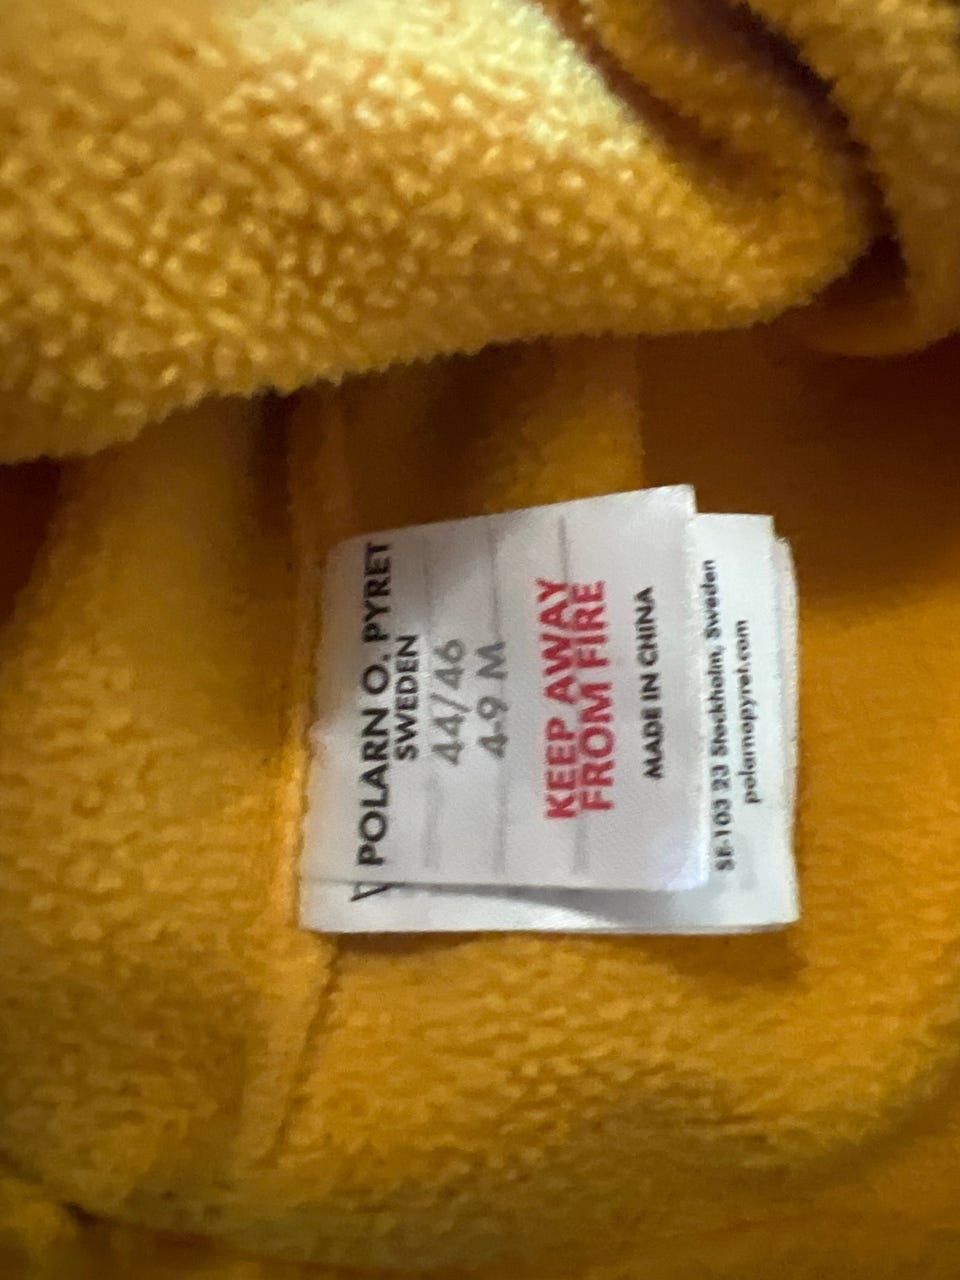 POLARN O. PYRET
SWEDEN
44/46
4-9 M
KEEP AWAY
FROM FIRE
MADE IN CHINA
SE-103 23 Stockholm, Sweden
polarnopyret.com